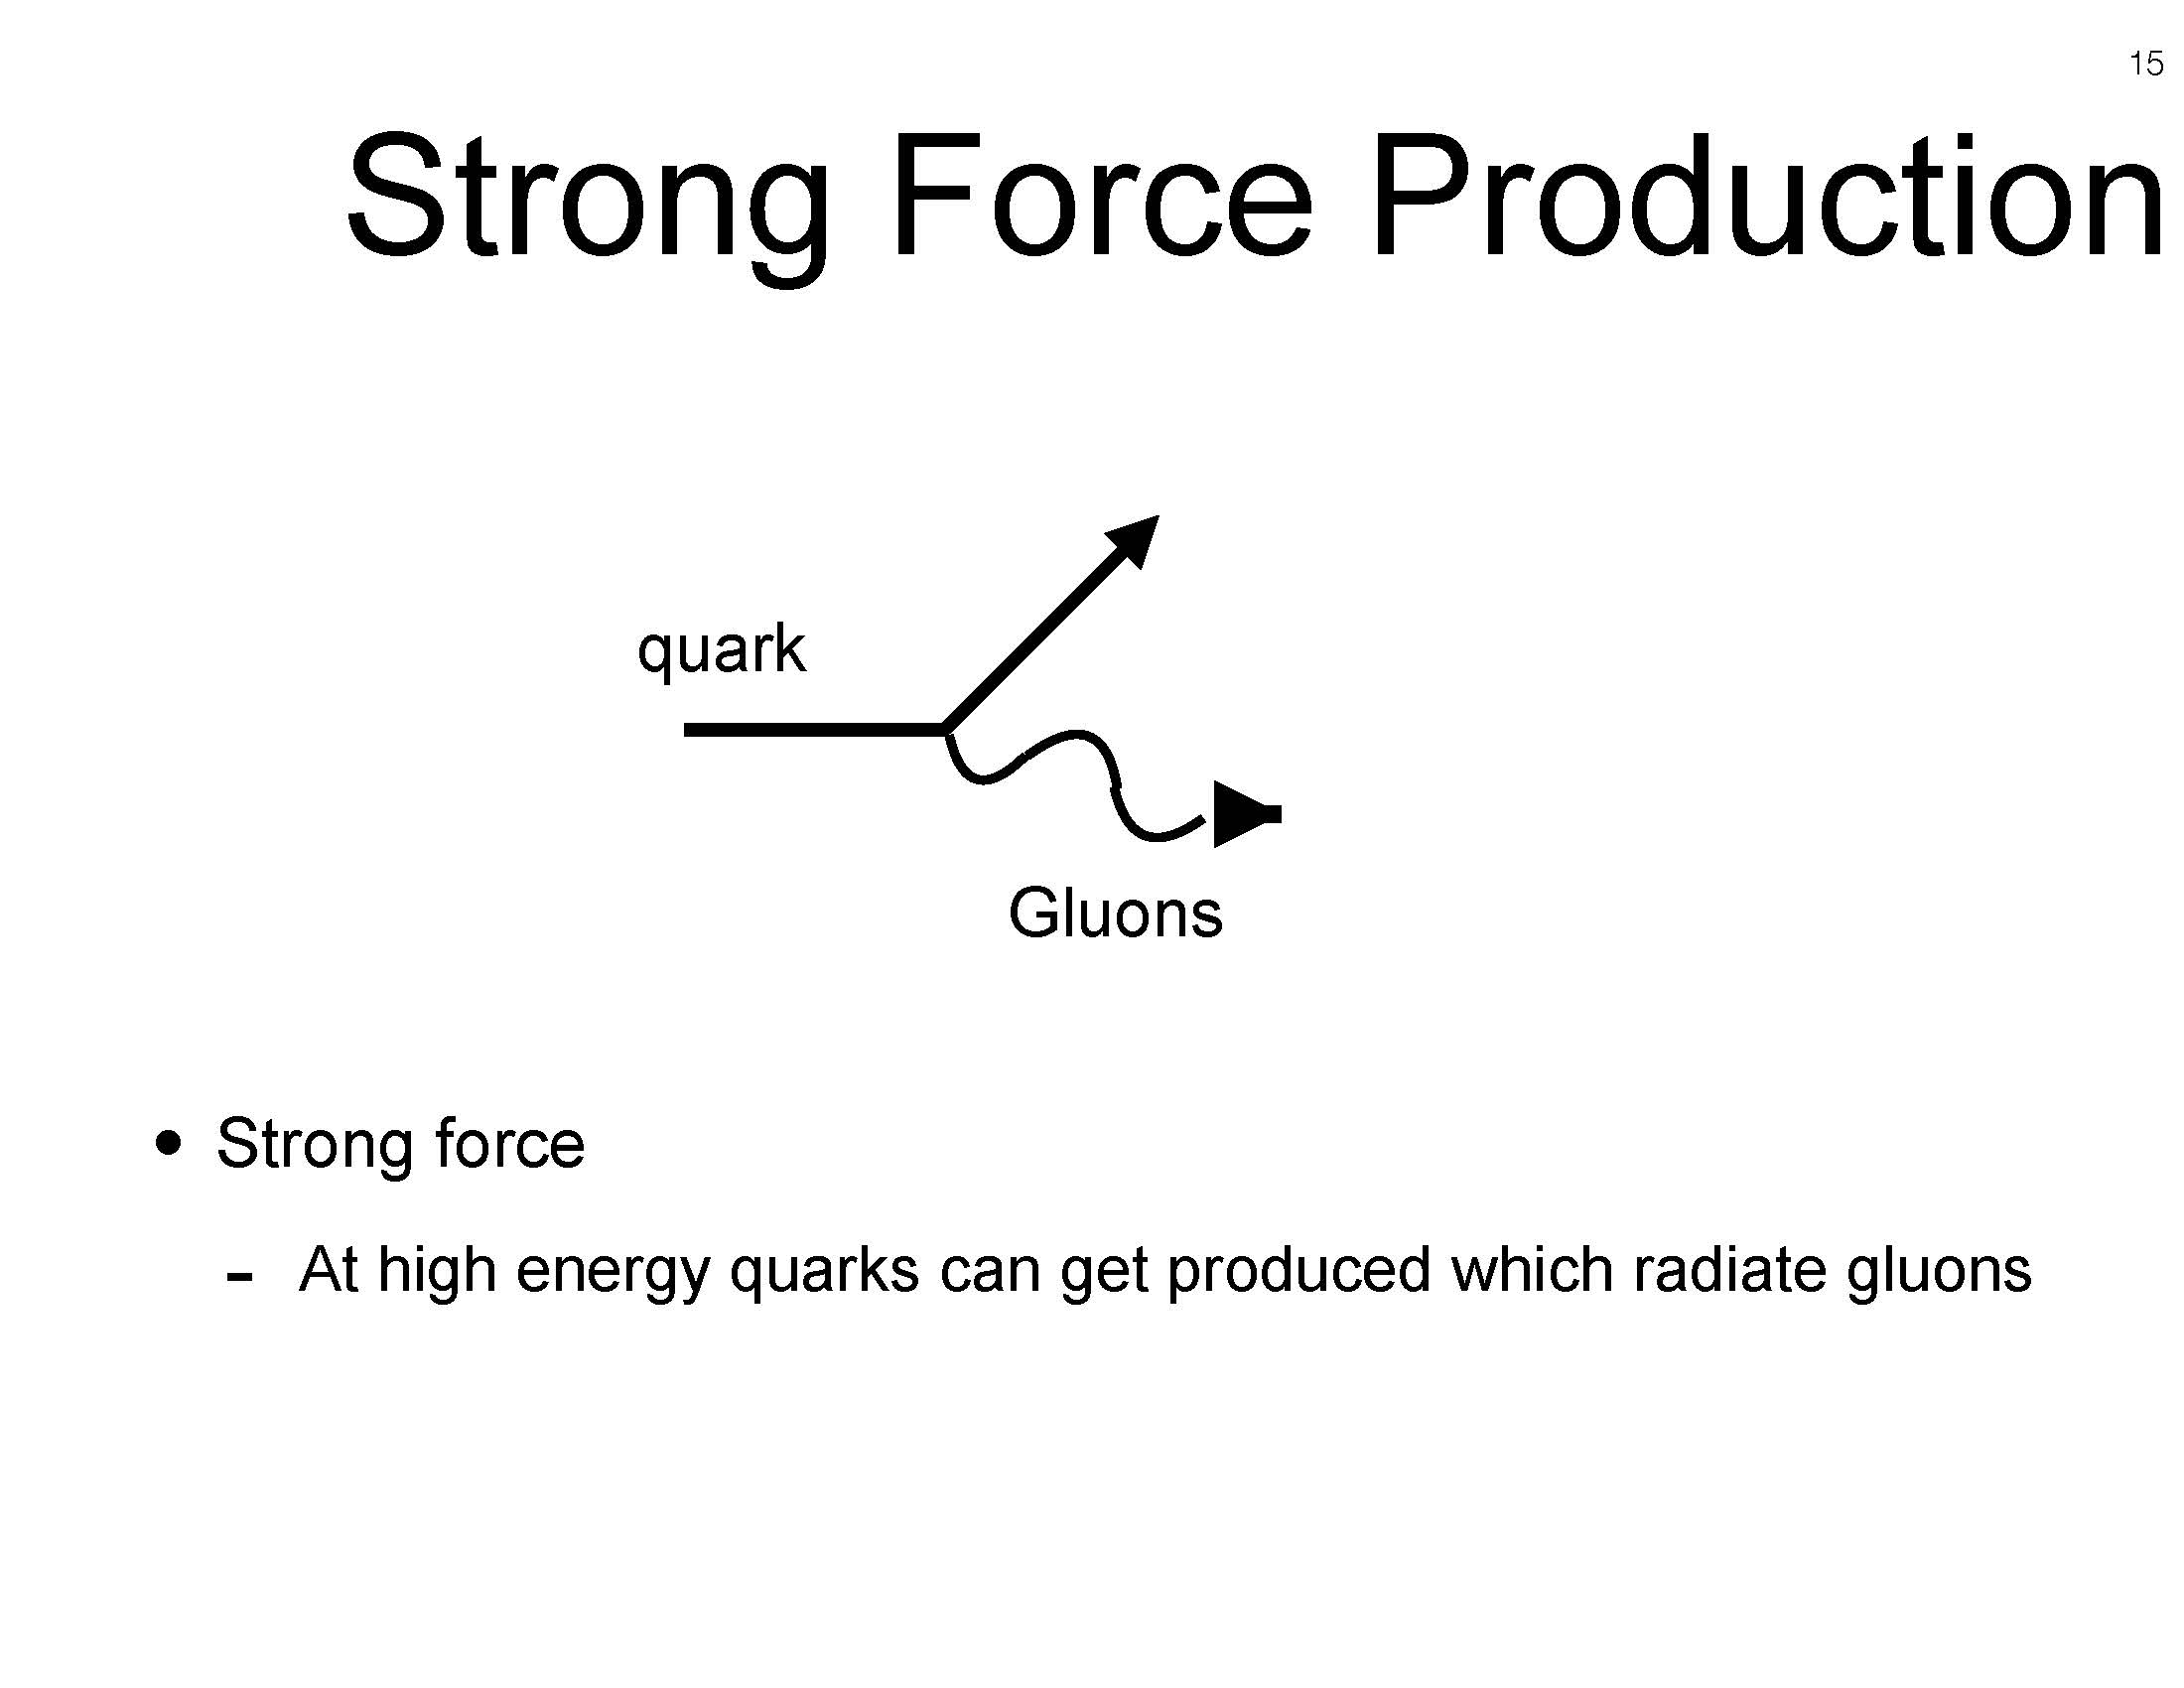 15
Strong Force Production
quark
Gluons
• Strong force
- At high energy quarks can get produced which radiate gluons